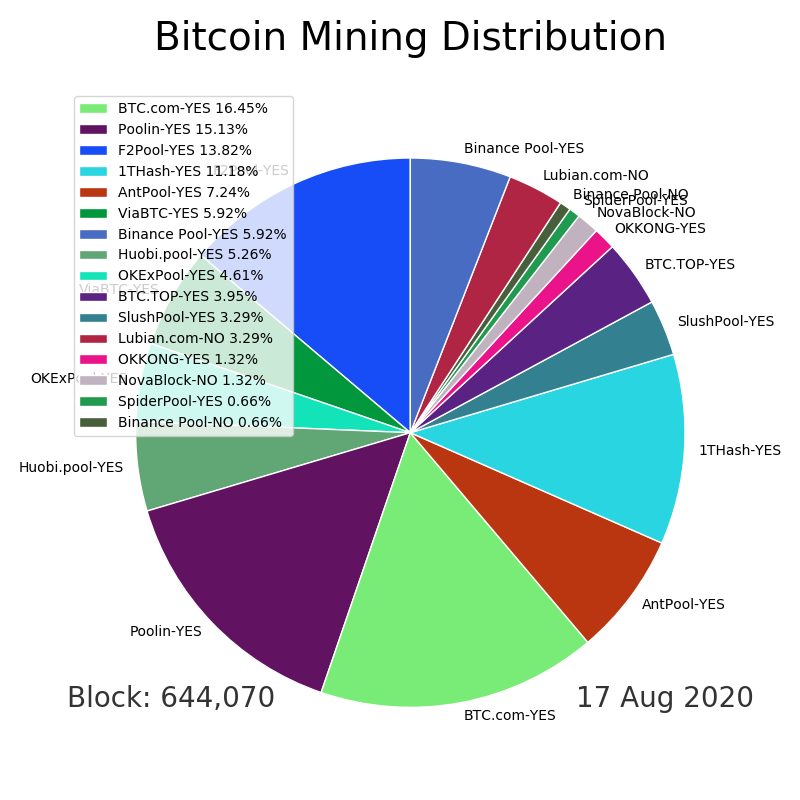 Bitcoin Mining Distribution
BTC.com-YES 16.45%
Poolin-YES 15.13%
F2Pool-YES 13.82%
1THash-YES 11.18%
AntPool-YES 7.24%
ViaBTC-YES 5.92%
Binance Pool-YES 5.92%
Huobi.pool-YES 5.26%
OKExPool-YES 4.61%
BTC.TOP-YES 3.95%
SlushPool-YES 3.29%
Lubian.com-NO 3.29%
OKKONG-YES 1.32%
NovaBlock-NO 1.32%
SpiderPool-YES 0.66%
Binance Pool-NO 0.66%
Binance Pool-YES
Lubian.com-NO
Binance Pool-NO
SpiderPool-YES
NovaBlock-NO
OKKONG-YES
BTC.TOP-YES
SlushPool-YES
1THash-YES
AntPool-YES
BTC.com-YES
Poolin-YES
Huobi.pool-YES
OKExPool-YES
ViaBTC-YES
F2Pool-YES
Block: 644,070
17 Aug 2020